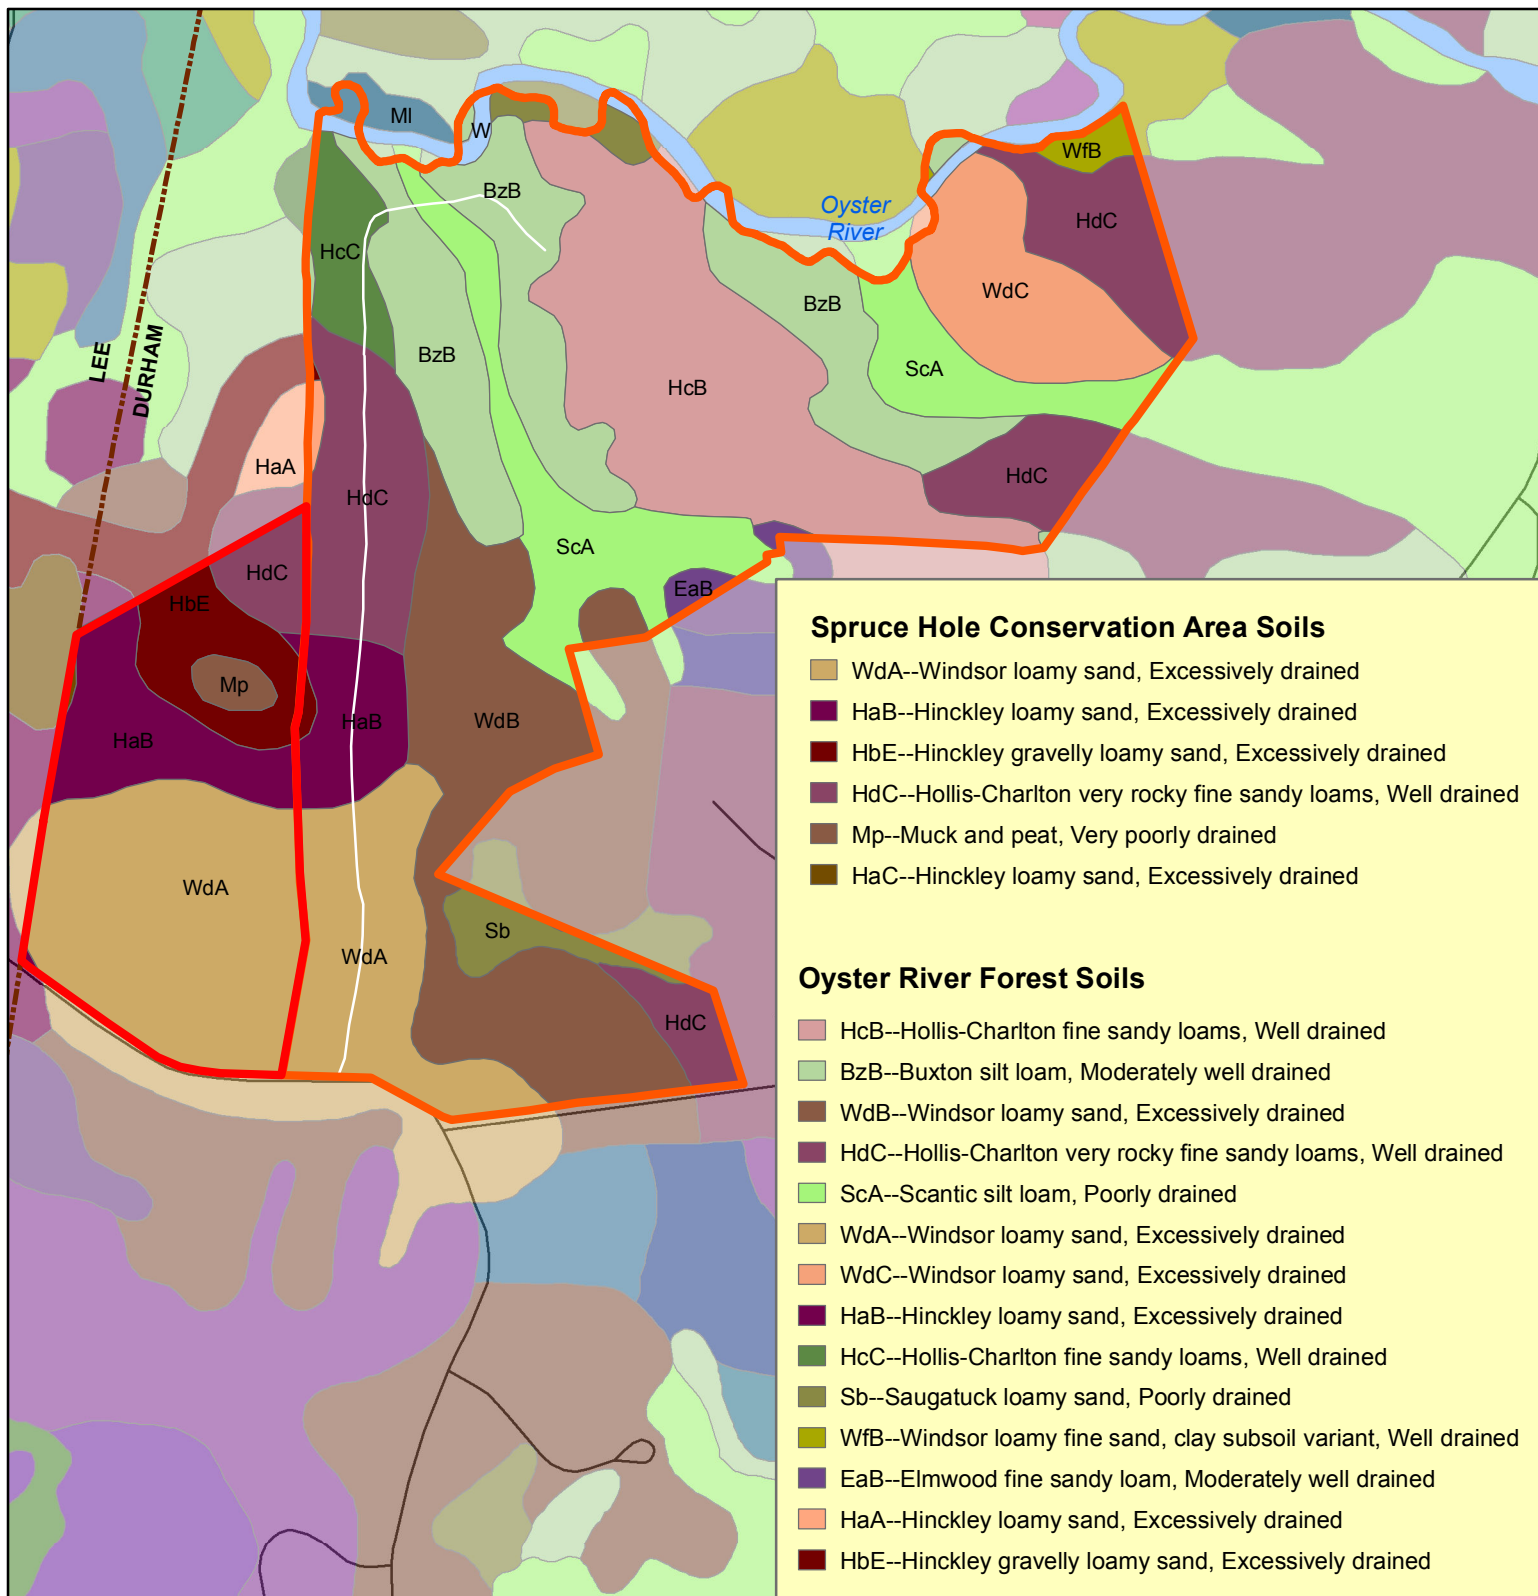 Ml
W
WfB
BzB
Oyster
River
HdC
HcC
WdC
BzB
LEE
DURHAM
BzB
ScA
HcB
HaA
HdC
HdC
ScA
HdC
EaB
HbE
Mp
HaB
HaB
WdB
WdA
Sb
WdA
HdC
Spruce Hole Conservation Area Soils
WdA--Windsor loamy sand, Excessively drained
HaB--Hinckley loamy sand, Excessively drained
HbE--Hinckley gravelly loamy sand, Excessively drained
HdC--Hollis-Charlton very rocky fine sandy loams, Well drained
Mp--Muck and peat, Very poorly drained
HaC--Hinckley loamy sand, Excessively drained
Oyster River Forest Soils
HcB--Hollis-Charlton fine sandy loams, Well drained
BzB--Buxton silt loam, Moderately well drained
WdB--Windsor loamy sand, Excessively drained
HdC--Hollis-Charlton very rocky fine sandy loams, Well drained
ScA--Scantic silt loam, Poorly drained
WdA--Windsor loamy sand, Excessively drained
WdC--Windsor loamy sand, Excessively drained
HaB--Hinckley loamy sand, Excessively drained
HcC--Hollis-Charlton fine sandy loams, Well drained
Sb--Saugatuck loamy sand, Poorly drained
WfB--Windsor loamy fine sand, clay subsoil variant, Well drained
EaB--Elmwood fine sandy loam, Moderately well drained
HaA--Hinckley loamy sand, Excessively drained
HbE--Hinckley gravelly loamy sand, Excessively drained